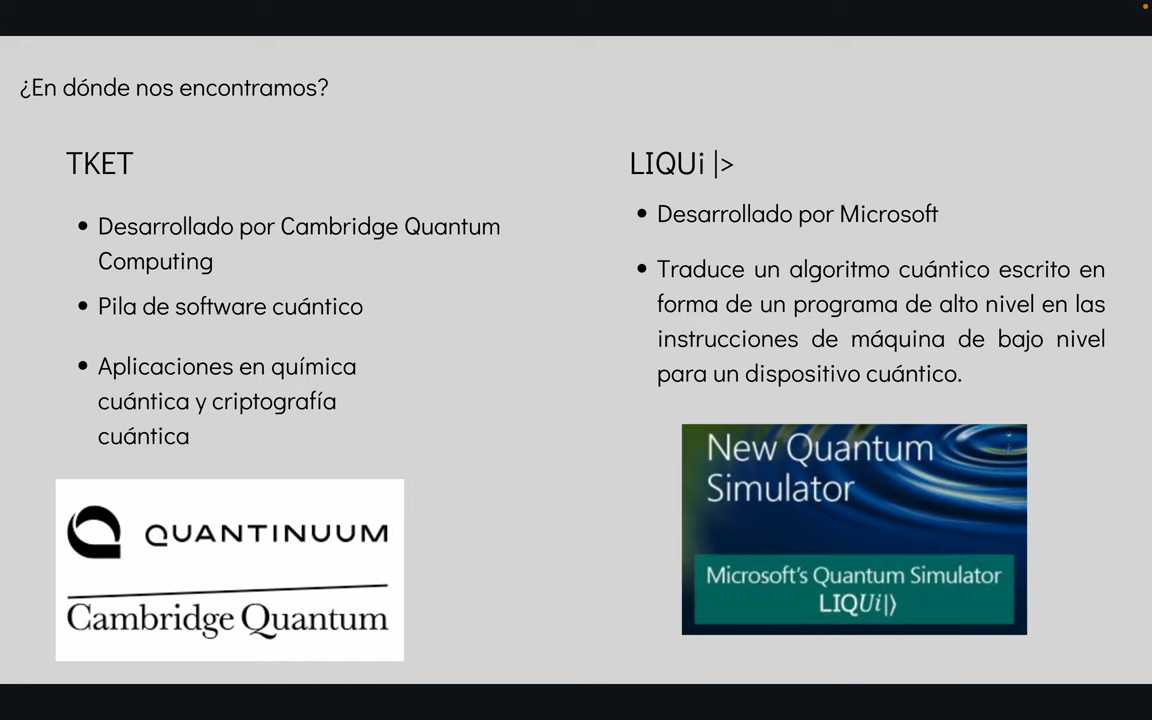 ¿En dónde nos encontramos?
TKET
Desarrollado por Cambridge Quantum
Computing
Pila de software cuántico
Aplicaciones en química
cuántica y criptografía
cuántica
QUANTINUUM
Cambridge Quantum
LIQUi |>
Desarrollado por Microsoft
Traduce un algoritmo cuántico escrito en
forma de un programa de alto nivel en las
instrucciones de máquina de bajo nivel
para un dispositivo cuántico.
New Quantum
Simulator
Microsoft's Quantum Simulator
LIQUi|⟩